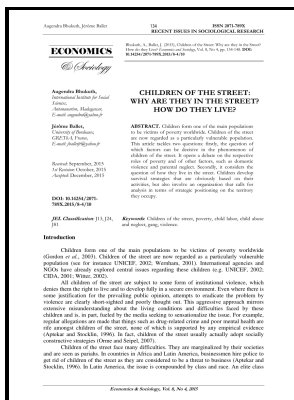 Augendra Bhukuth, Jérôme Ballet
134
ISSN 2071-789X
RECENT ISSUES IN SOCIOLOGICAL RESEARCH
ECONOMICS
& Sociology
Augendra Bhukuth,
International Institute for Social
Sciences,
Antananarivo, Madagascar,
Jérôme Ballet,
University of Bordeaux,
GRETHA, France,
Received: September, 2015
1st Revision: October, 2015
Accepted: December, 2015
DOI: 10.14254/2071-
789X.2015/8-4/10
Bhukuth, A., Ballet, J. (2015), Children of the Street: Why are they in the Street?
How do they Live? Economics and Sociology, Vol. 8, No 4, pp. 134-148. DOI:
10.14254/2071-789X.2015/8-4/10
CHILDREN OF THE STREET:
WHY ARE THEY IN THE STREET?
HOW DO THEY LIVE?
ABSTRACT. Children form one of the main populations to
be victims of poverty worldwide. Children of the street
are now regarded as a particularly vulnerable populations.
This article tackles two questions: firstly, the question of
which factors can be decisive in the phenomenon of
children of the street. It opens a debate on the respective
roles of poverty and of other factors, such as domestic
violence and parental neglect. Secondly, it considers the
question of how they live in the street. Children develop
survival strategies that are obviously based on their
activities, but also involve an organization that calls for
analysis in terms of strategic positioning on the territory
they occupy.
JEL Classification: J13, J24,
J81
Keywords: Children of the street, poverty, child labor, child abuse
and neglect, gang, violence.
Introduction
Children form one of the main populations to be victims of poverty worldwide
(Gordon et al., 2003). Children of the street are now regarded as a particularly vulnerable
population (see for instance UNICEF, 2002; Wernham, 2001). International agencies and
NGOs have already explored central issues regarding these children (e.g. UNICEF, 2002,
CIDA, 2001; Winter, 2002).
All children of the street are subject to some form of institutional violence, which
denies them the right to live and to develop fully in a secure environment. Even where there is
some justification for the prevailing public opinion, attempts to eradicate the problem by
violence are clearly short-sighted and poorly thought out. This aggressive approach mirrors
the severe misunderstanding about the living conditions and difficulties faced by these
children and is, in part, fueled by the media seeking to sensationalise the issue. For example,
regular allegations are made that things such as drug-related crime and poor mental health are
rife amongst children of the street, none of which is supported by any empirical evidence
(Aptekar and Stocklin, 1996). In fact, children of the street usually actually adopt socially
constructive strategies (Orme and Seipel, 2007).
Children of the street face many difficulties. They are marginalized by their societies
and are seen as pariahs. In countries in Africa and Latin America, businessmen hire police to
get rid of children of the street as they are considered to be a threat to business (Aptekar and
Stocklin, 1996). In Latin America, the issue is compounded by class and race. An elite class
Economics & Sociology, Vol. 8, No 4, 2015